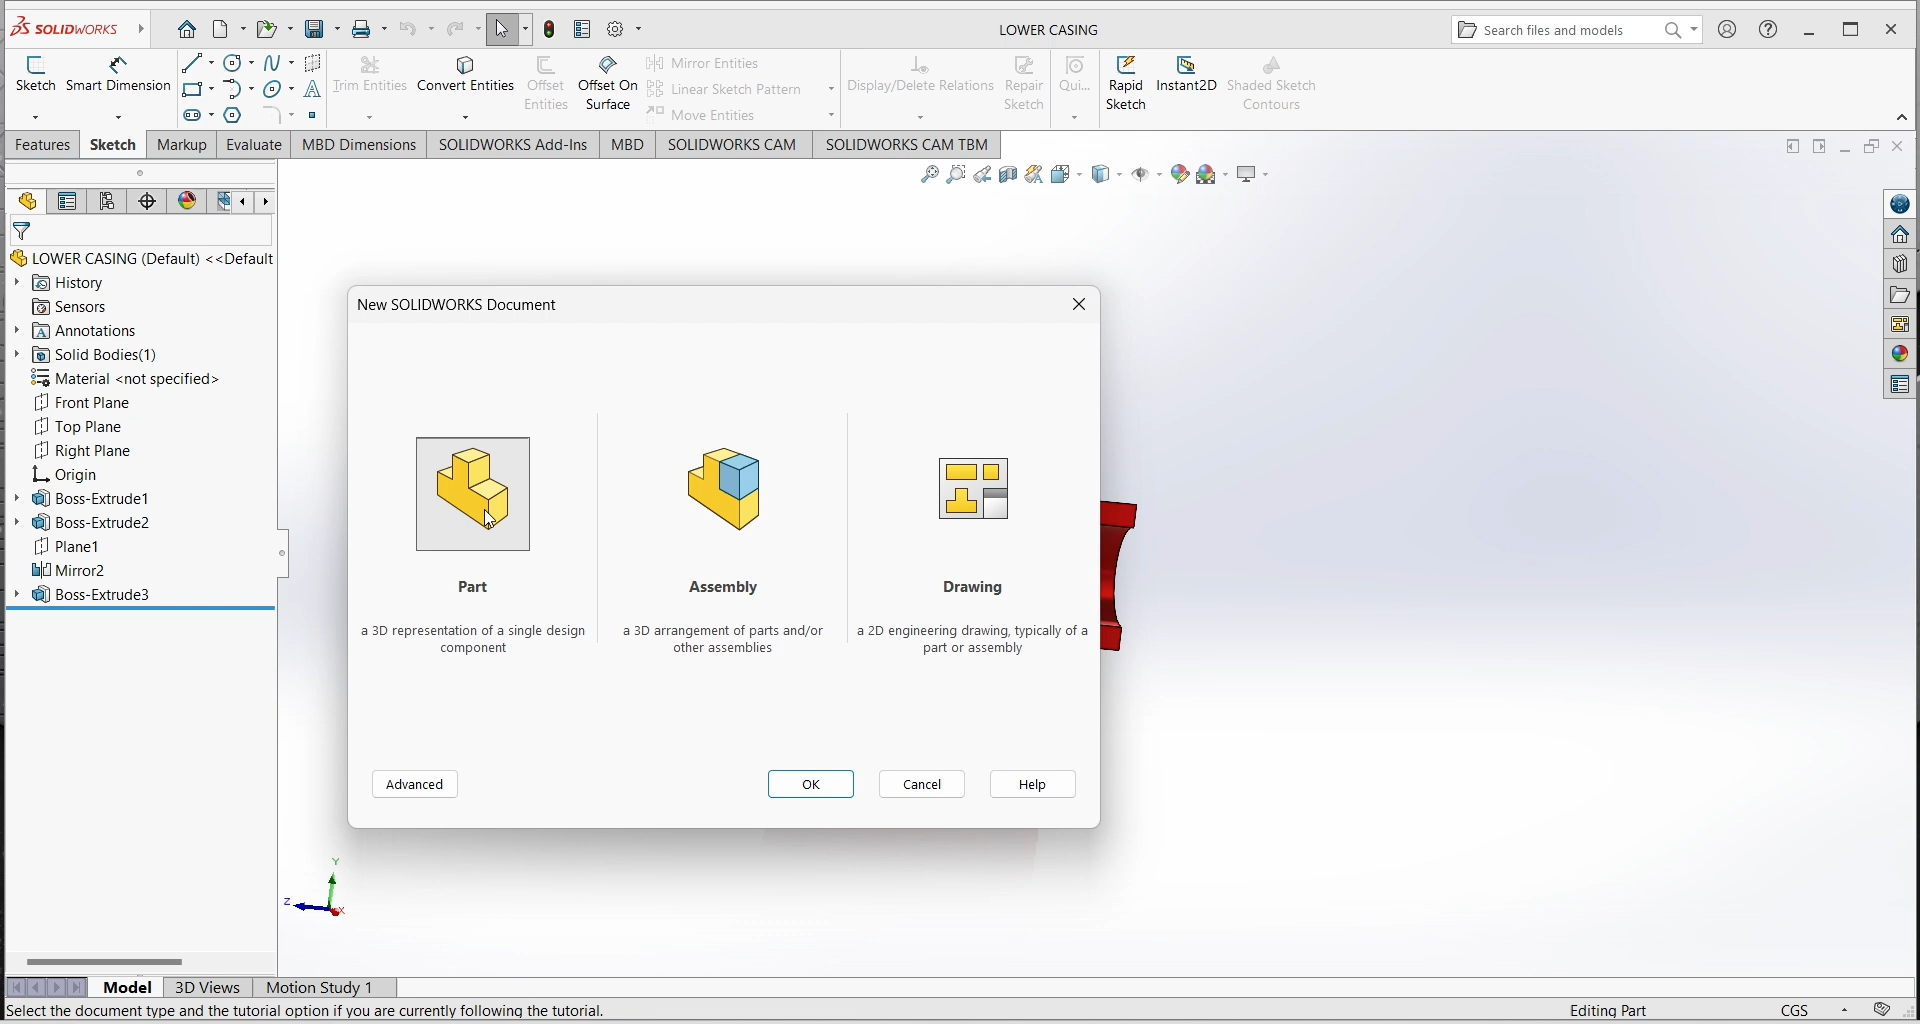 SOLIDWORKS
LOWER CASING
Search files and models
Sketch
Smart Dimension
Trim Entities
Convert Entities
Offset Entities
Offset On Surface
Mirror Entities
Linear Sketch Pattern
Move Entities
Display/Delete Relations
Repair Sketch
Qui...
Rapid Sketch
Instant2D
Shaded Sketch Contours
Features
Sketch
Markup
Evaluate
MBD Dimensions
SOLIDWORKS Add-Ins
MBD
SOLIDWORKS CAM
SOLIDWORKS CAM TBM
LOWER CASING (Default) <<Default
History
Sensors
Annotations
Solid Bodies(1)
Material <not specified>
Front Plane
Top Plane
Right Plane
Origin
Boss-Extrude1
Boss-Extrude2
Plane1
Mirror2
Boss-Extrude3
New SOLIDWORKS Document
Part
a 3D representation of a single design
component
Assembly
a 3D arrangement of parts and/or
other assemblies
Drawing
a 2D engineering drawing, typically of a
part or assembly
Advanced
OK
Cancel
Help
Y
Z
X
Model
3D Views
Motion Study 1
Select the document type and the tutorial option if you are currently following the tutorial.
Editing Part
CGS